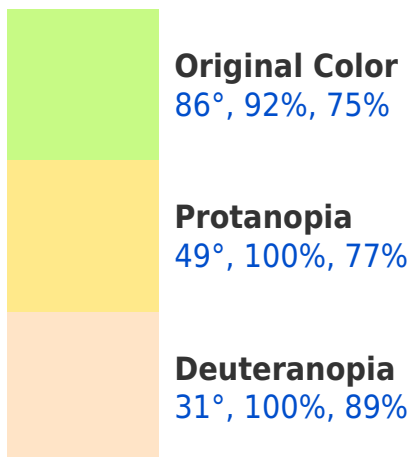 Original Color
86°, 92%, 75%
Protanopia
49°, 100%, 77%
Deuteranopia
31°, 100%, 89%